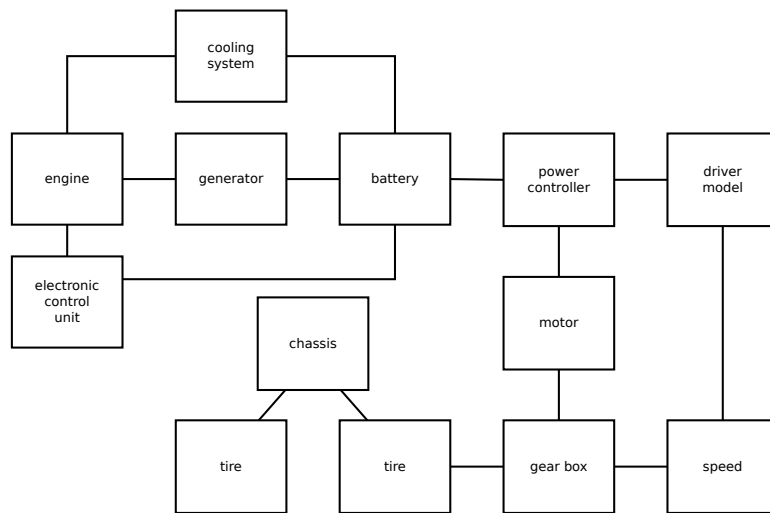 cooling
system
engine
generator
battery
power
controller
driver
model
electronic
control
unit
chassis
motor
tire
tire
gear box
speed